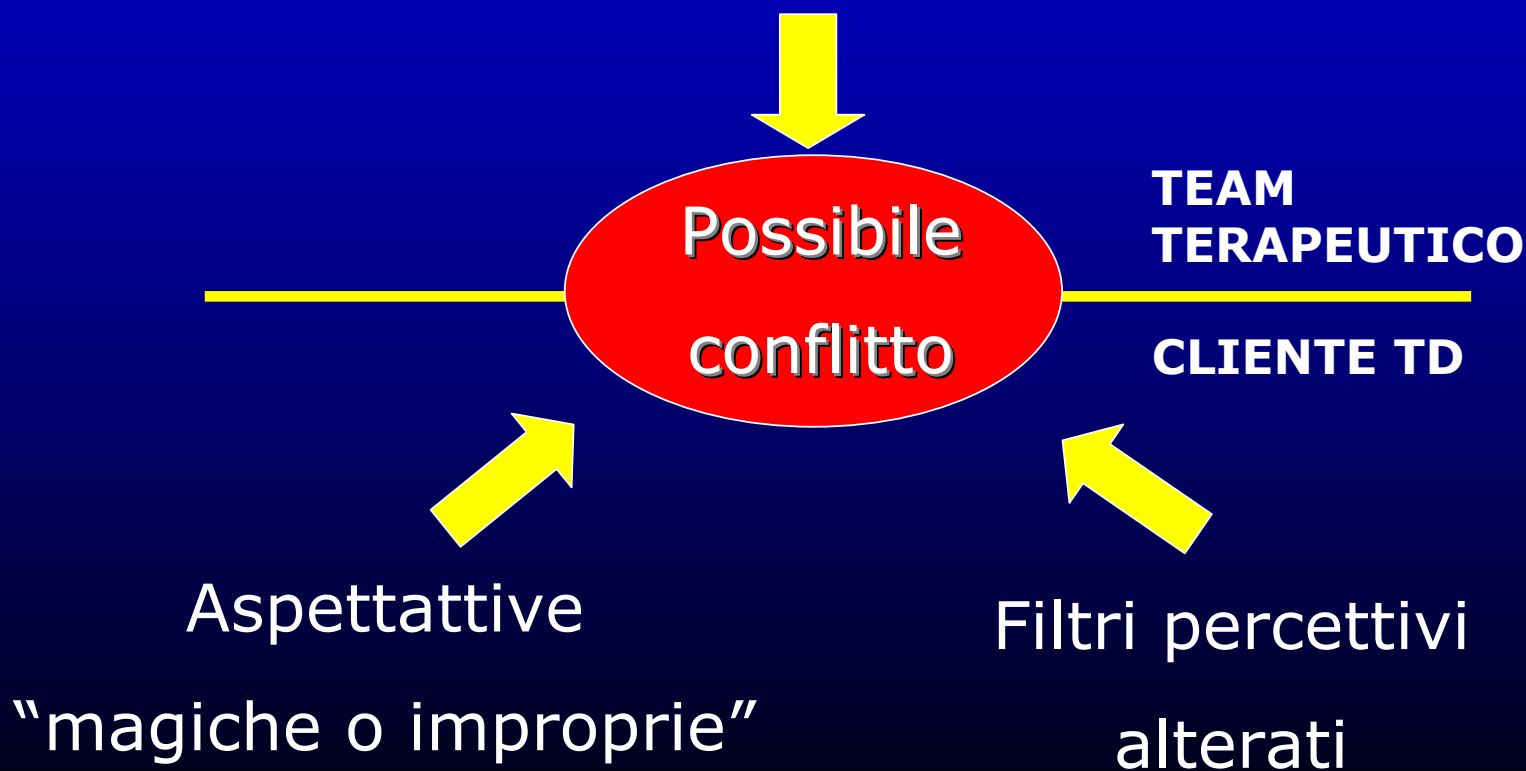 Possibile
conflitto
TEAM
TERAPEUTICO
CLIENTE TD
Aspettattive
“magiche o improprie”
Filtri percettivi
alterati